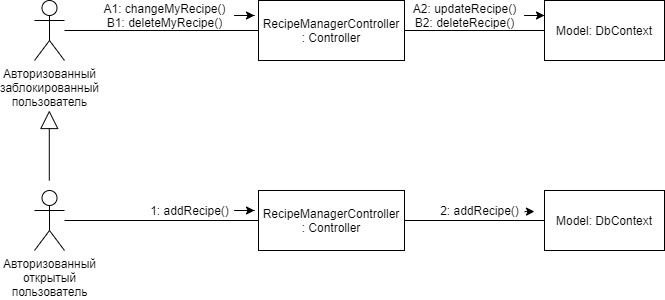 A1: changeMyRecipe()
B1: deleteMyRecipe()
RecipeManagerController
: Controller
A2: updateRecipe()
B2: deleteRecipe()
Model: DbContext
Авторизованный
заблокированный
пользователь
1: addRecipe()
RecipeManagerController
: Controller
2: addRecipe()
Model: DbContext
Авторизованный
открытый
пользователь